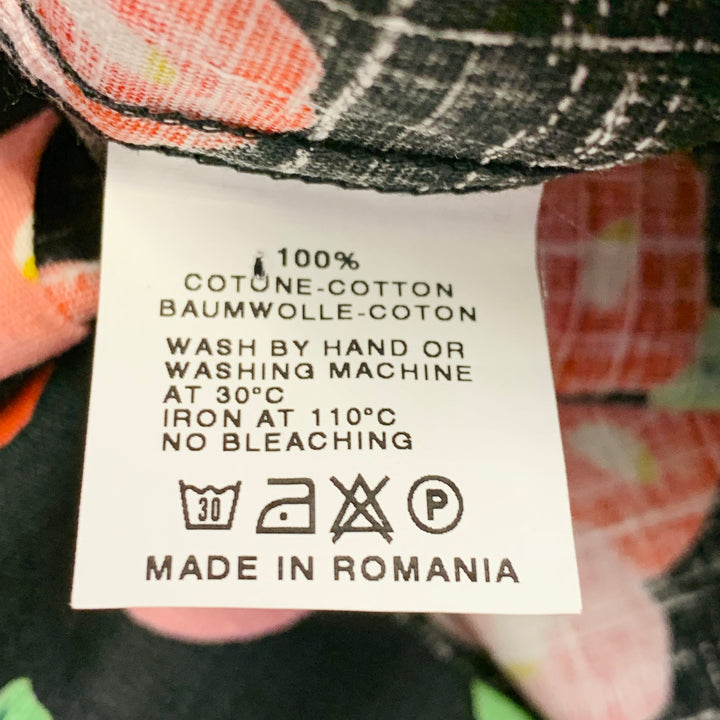 100%
COTONE-COTTON
BAUMWOLLE-COTON
WASH BY HAND OR
WASHING MACHINE
AT 30°C
IRON AT 110°C
NO BLEACHING
30
P
MADE IN ROMANIA